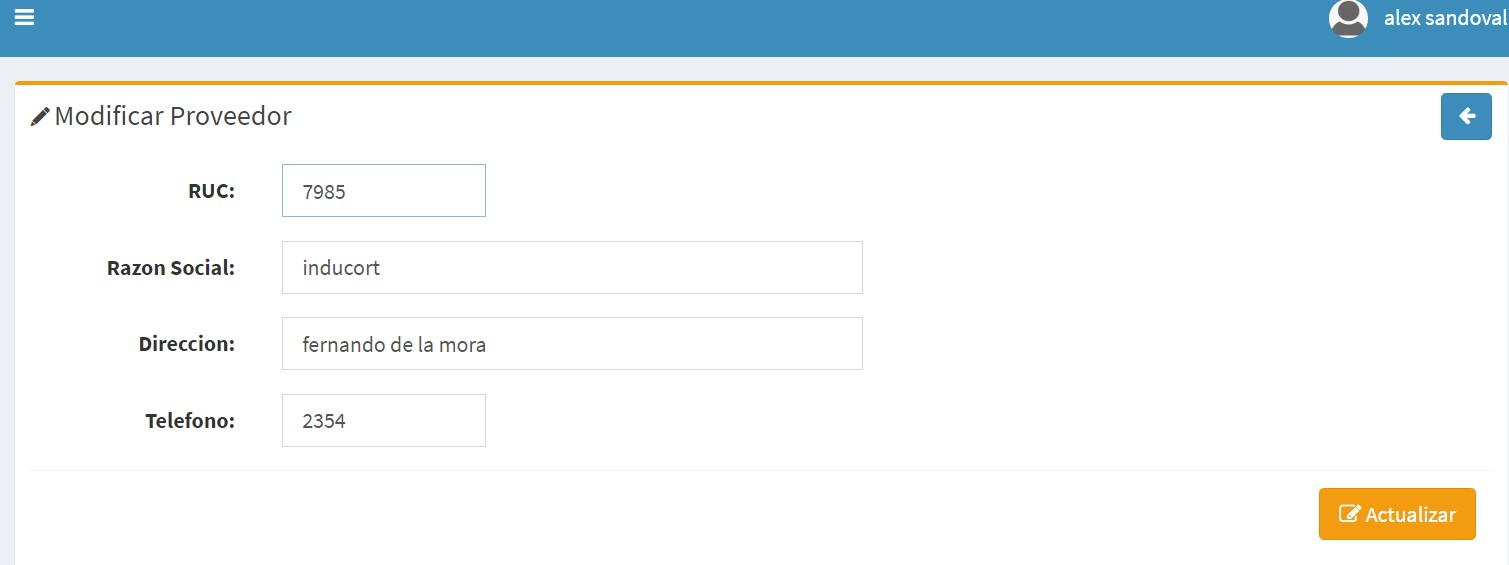 alex sandoval
Modificar Proveedor
RUC: 7985
Razon Social: inducort
Direccion: fernando de la mora
Telefono: 2354
Actualizar